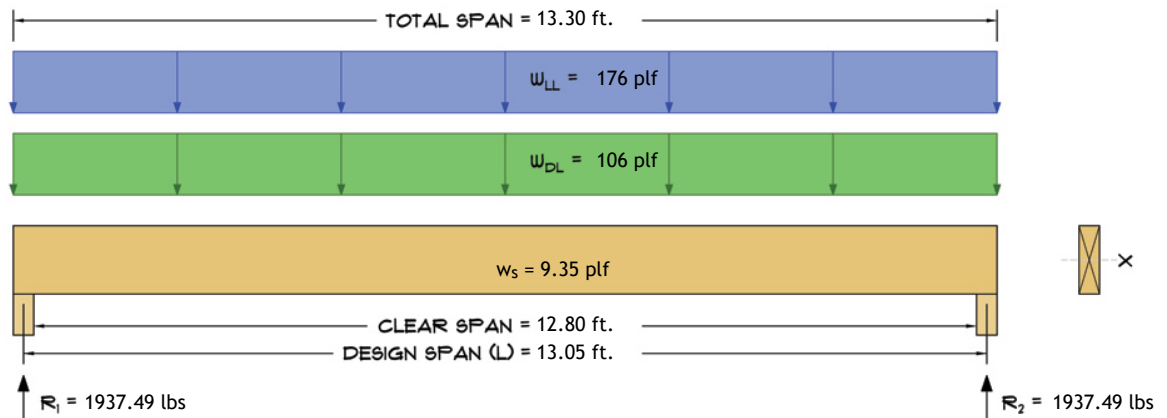 TOTAL SPAN = 13.30 ft.
W_LL = 176 plf
W_DL = 106 plf
w_s = 9.35 plf
X
CLEAR SPAN = 12.80 ft.
DESIGN SPAN (L) = 13.05 ft.
R_1 = 1937.49 lbs
R_2 = 1937.49 lbs